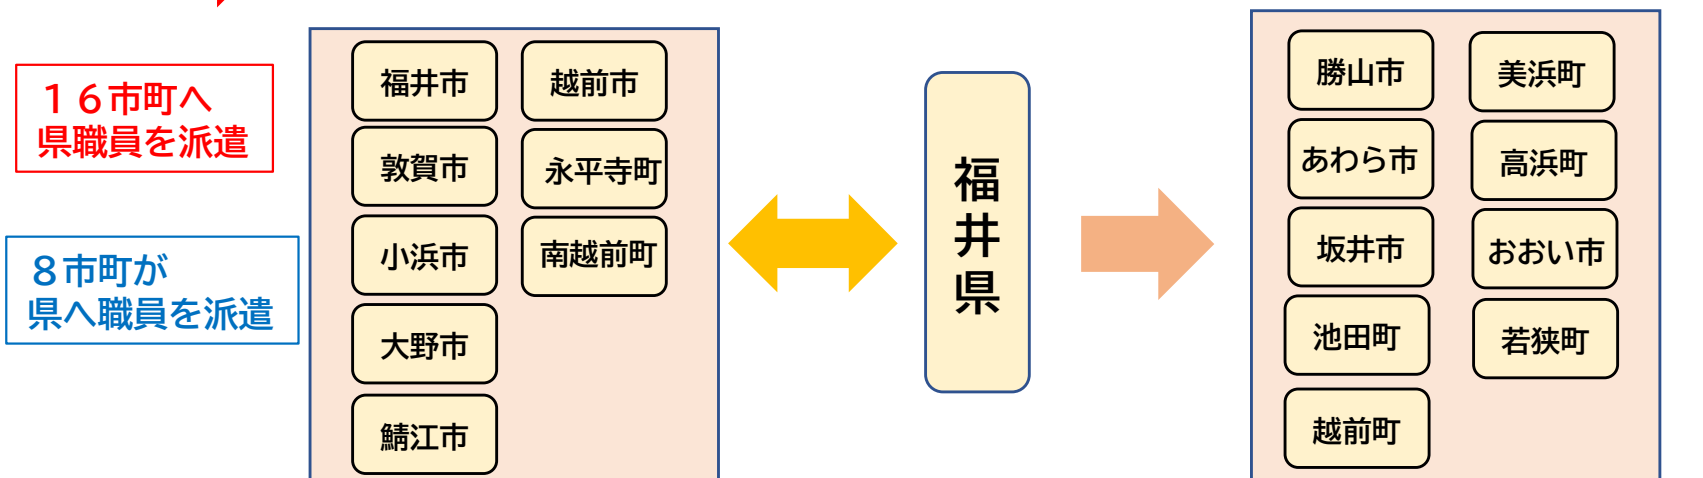 １６市町へ
県職員を派遣
８市町が
県へ職員を派遣
福井市
越前市
敦賀市
永平寺町
小浜市
南越前町
大野市
鯖江市
福井県
勝山市
美浜町
あわら市
高浜町
坂井市
おおい市
池田町
若狭町
越前町